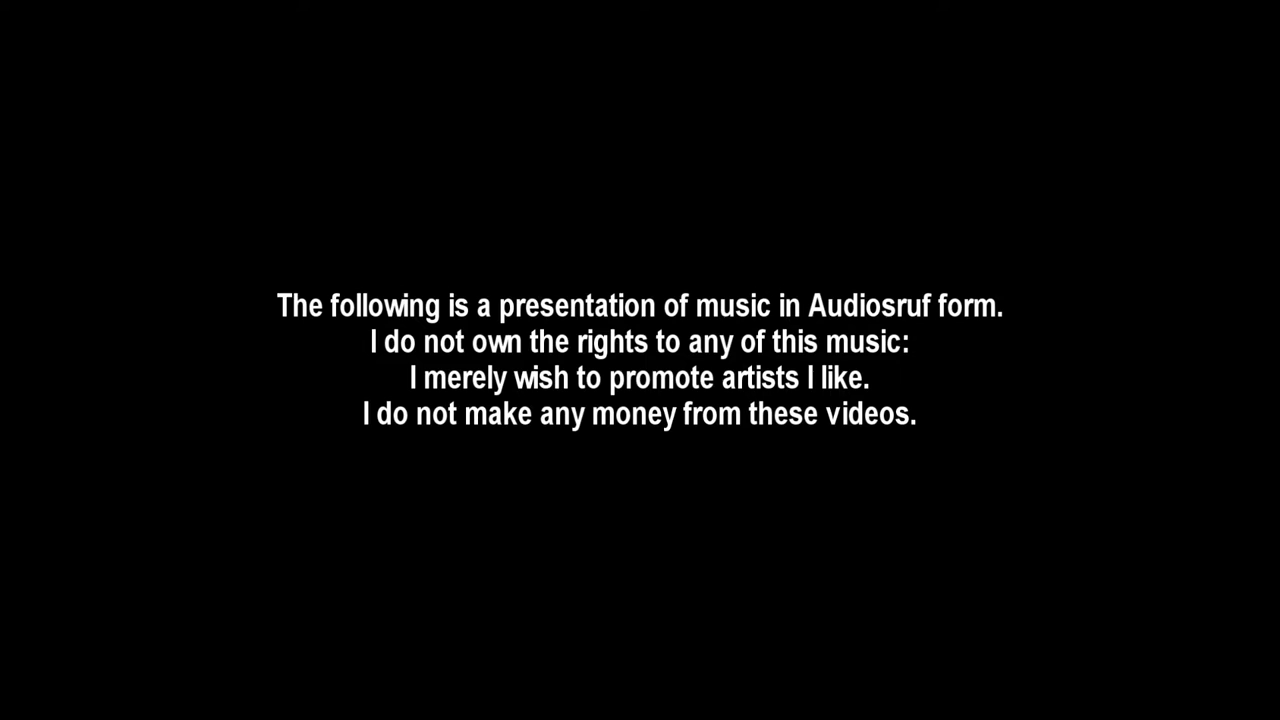 The following is a presentation of music in Audiosruf form.
I do not own the rights to any of this music:
I merely wish to promote artists I like.
I do not make any money from these videos.